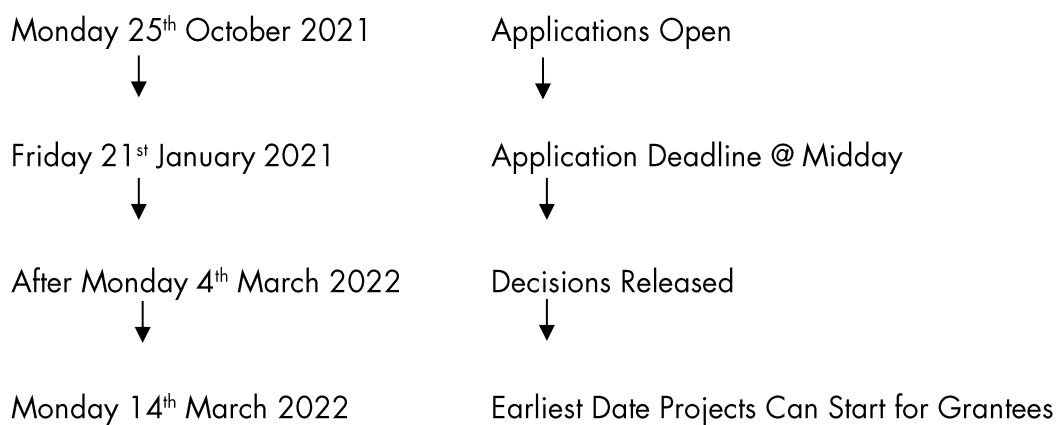 Monday 25th October 2021 Applications Open
Friday 21st January 2021 Application Deadline @ Midday
After Monday 4th March 2022 Decisions Released
Monday 14th March 2022 Earliest Date Projects Can Start for Grantees